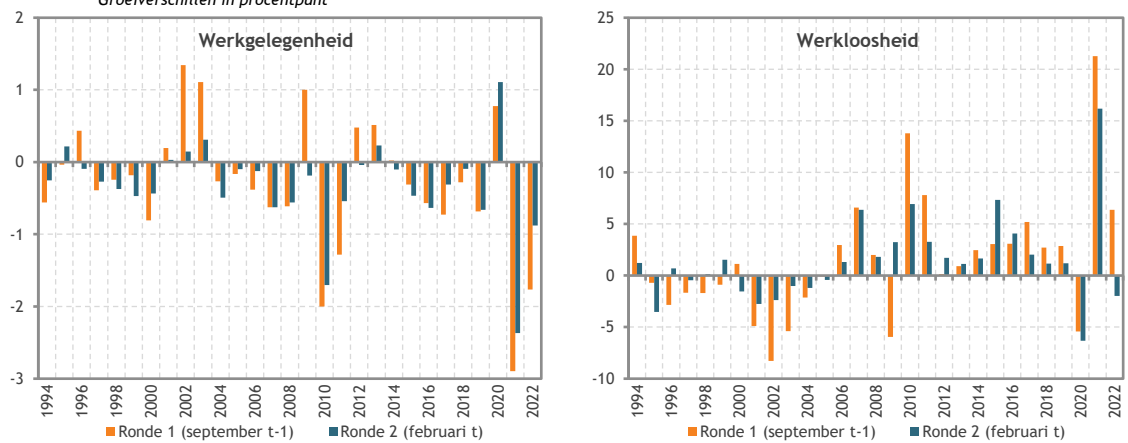 Groeiverschillen in procentpunt
Werkgelegenheid
2
1
0
-1
-2
-3
1994 1996 1998 2000 2002 2004 2006 2008 2010 2012 2014 2016 2018 2020 2022
Ronde 1 (september t-1) Ronde 2 (februari t)
Werkloosheid
25
20
15
10
5
0
-5
-10
1994 1996 1998 2000 2002 2004 2006 2008 2010 2012 2014 2016 2018 2020 2022
Ronde 1 (september t-1) Ronde 2 (februari t)